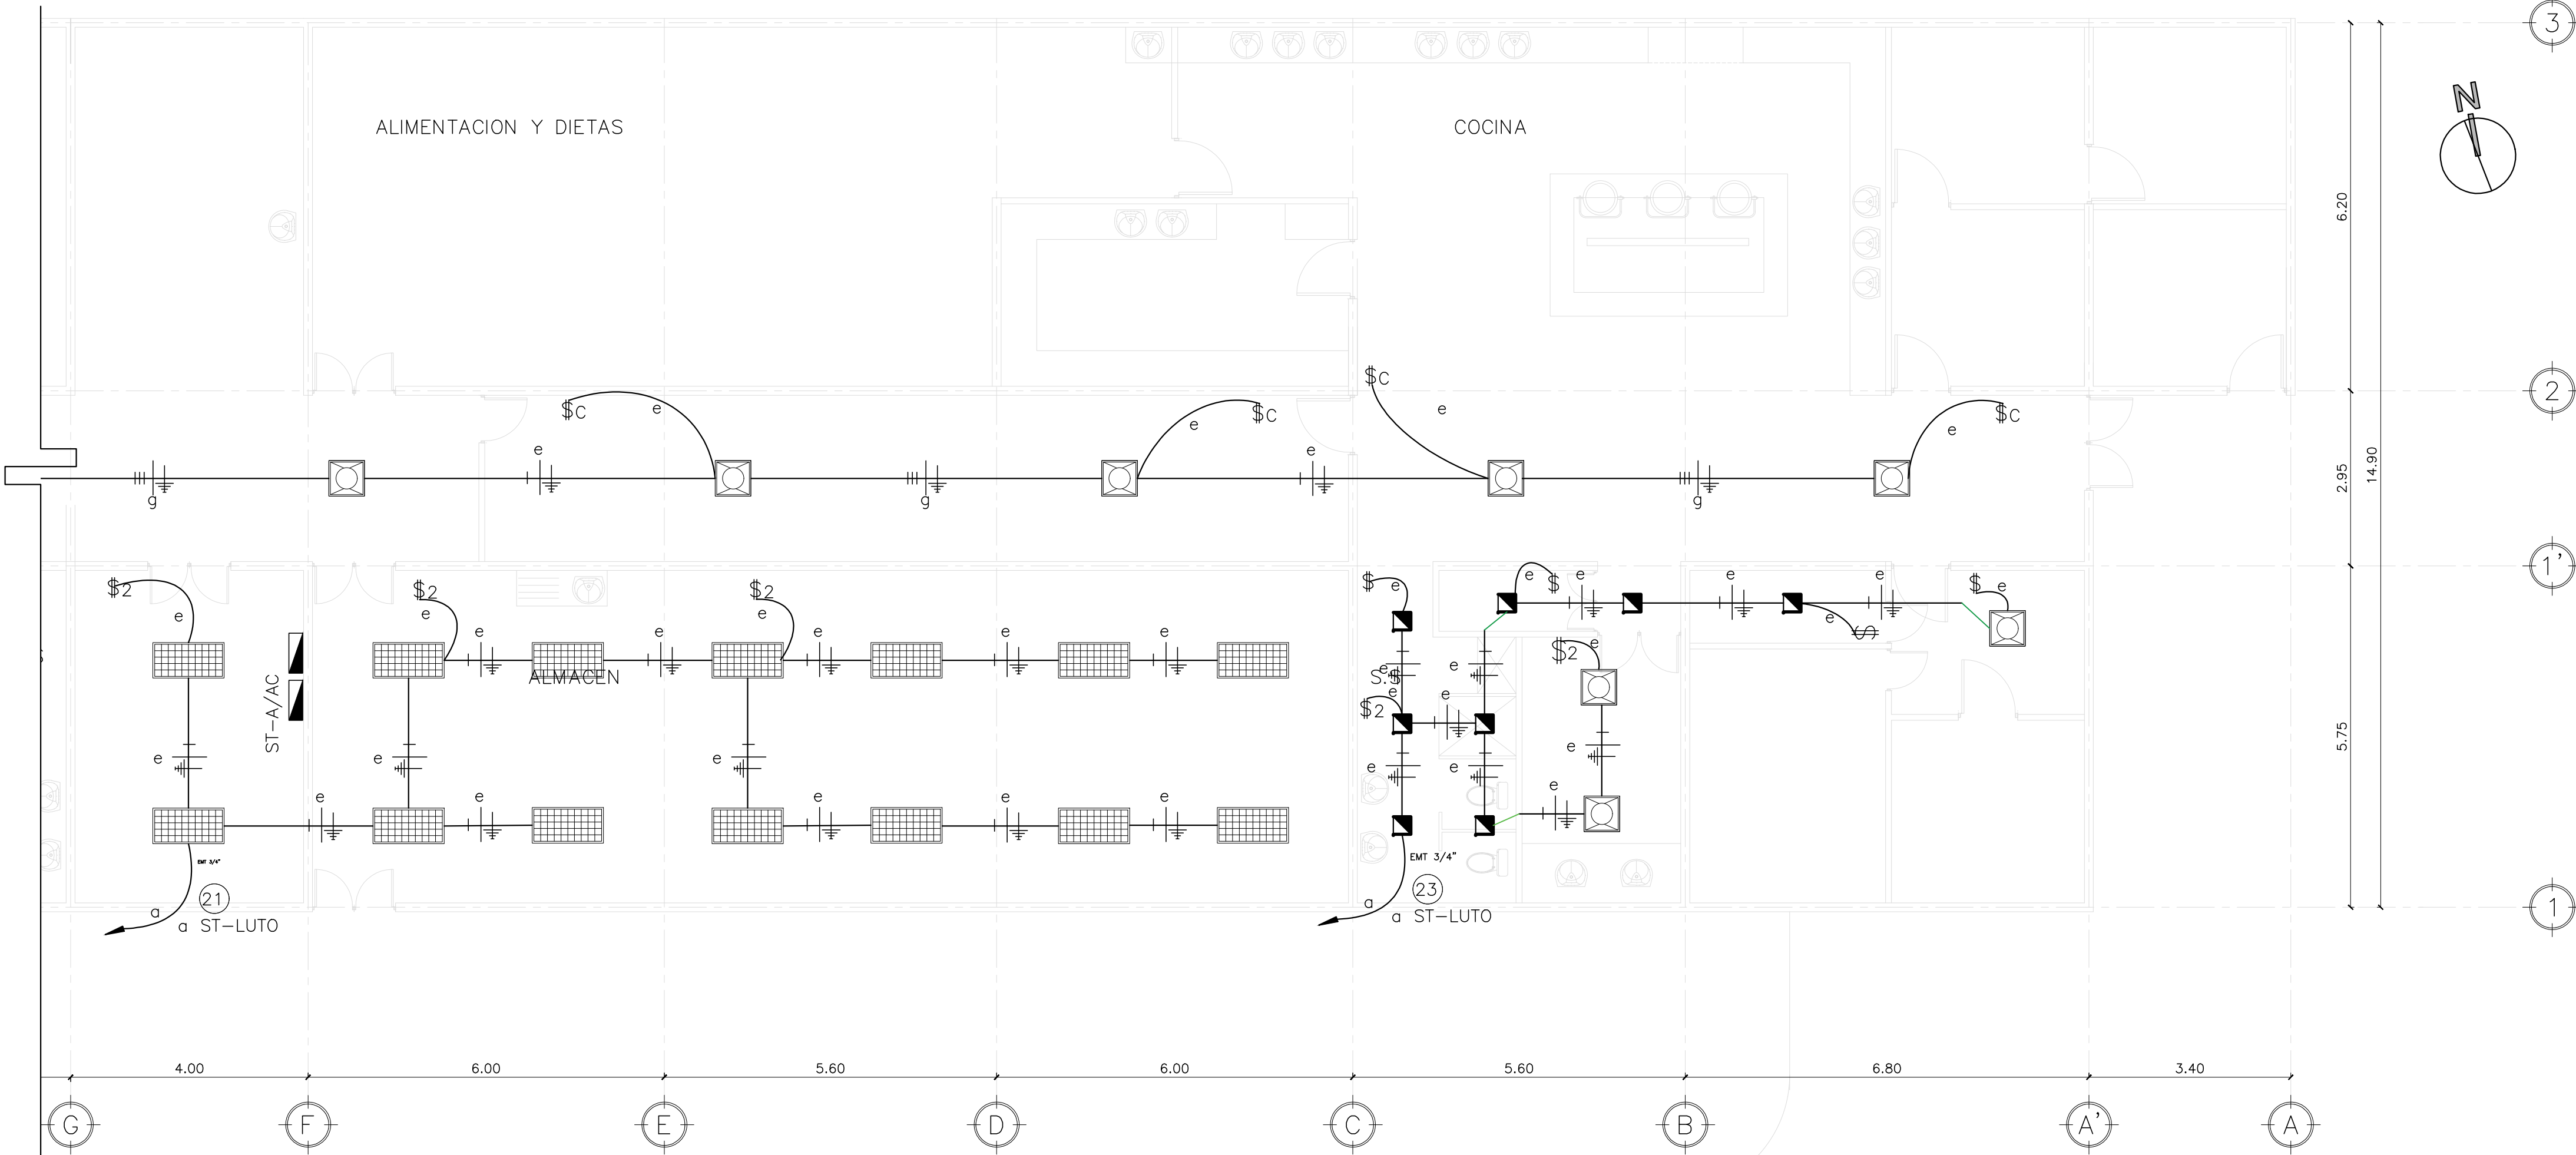 3
N
ALIMENTACION Y DIETAS
COCINA
6.20
$C
2
$C e
e $C
e
e $C
e
e
e
2.95
14.90
g
g
g
1'
$2
$2
$2
$ e
e $
e
e
e
$ e
e
e
e
e
$
e
e
e
e
e
e
$2 e
ST-A/AC
ALMACEN
S.S
e
e
e
e
$2
e
5.75
e
e
e
e
e
e
e
e
e
e
e
e
EMT 3/4"
EMT 3/4"
21
23
a
a
1
a ST-LUTO
a ST-LUTO
4.00
6.00
5.60
6.00
5.60
6.80
3.40
G
F
E
D
C
B
A'
A